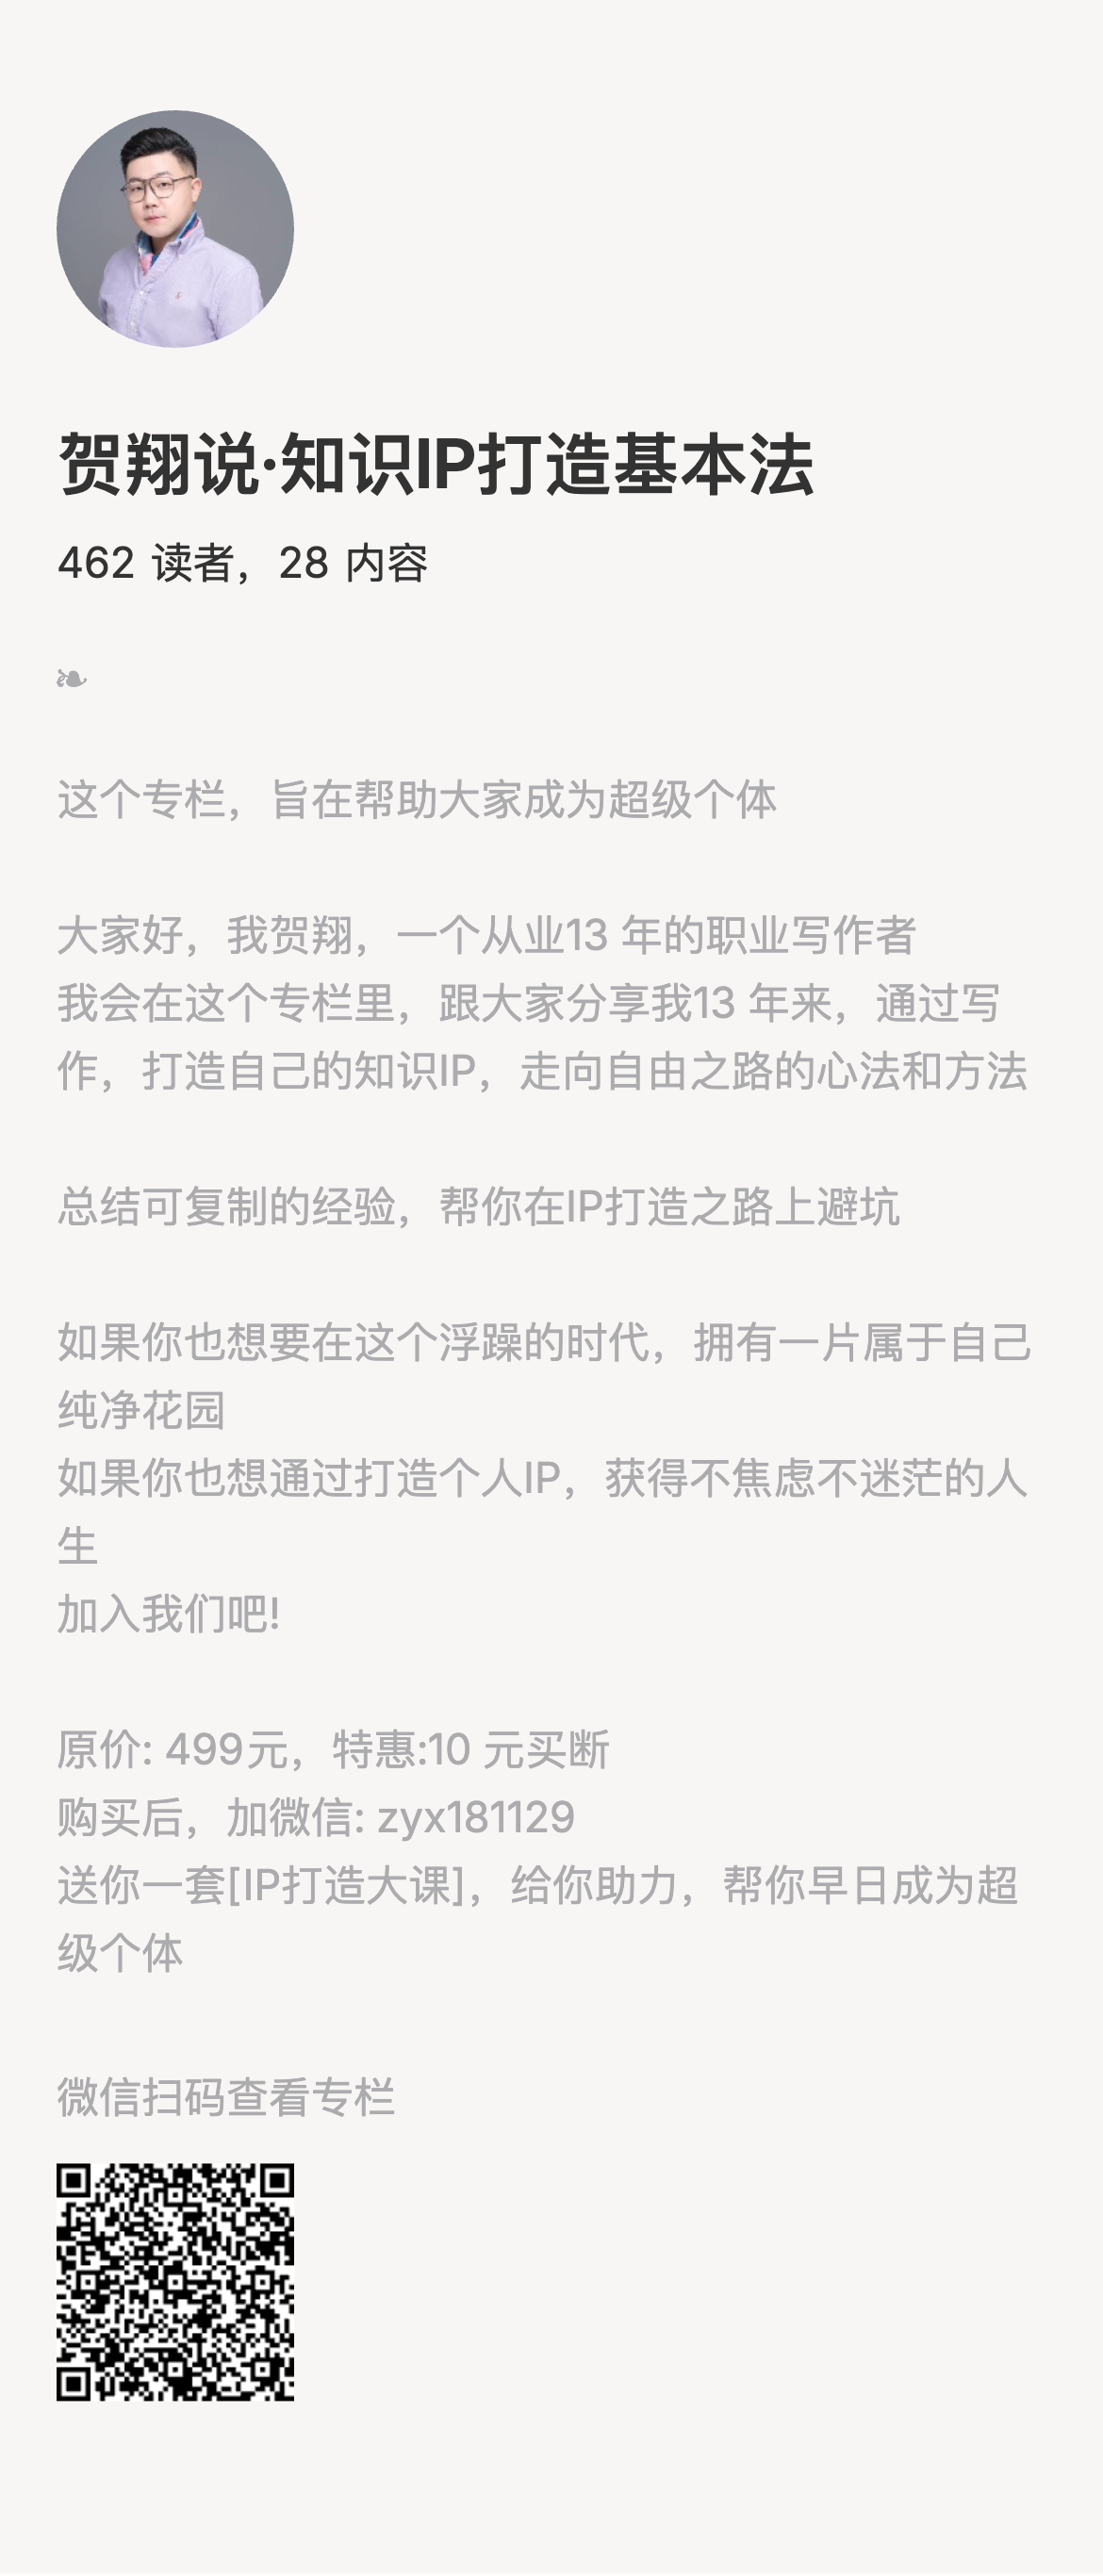 贺翔说·知识IP打造基本法
462 读者，28 内容
❧
这个专栏，旨在帮助大家成为超级个体
大家好，我贺翔，一个从业13 年的职业写作者
我会在这个专栏里，跟大家分享我13 年来，通过写
作，打造自己的知识IP，走向自由之路的心法和方法
总结可复制的经验，帮你在IP打造之路上避坑
如果你也想要在这个浮躁的时代，拥有一片属于自己
纯净花园
如果你也想通过打造个人IP，获得不焦虑不迷茫的人
生
加入我们吧!
原价: 499元，特惠:10 元买断
购买后，加微信: zyx181129
送你一套[IP打造大课]，给你助力，帮你早日成为超
级个体
微信扫码查看专栏